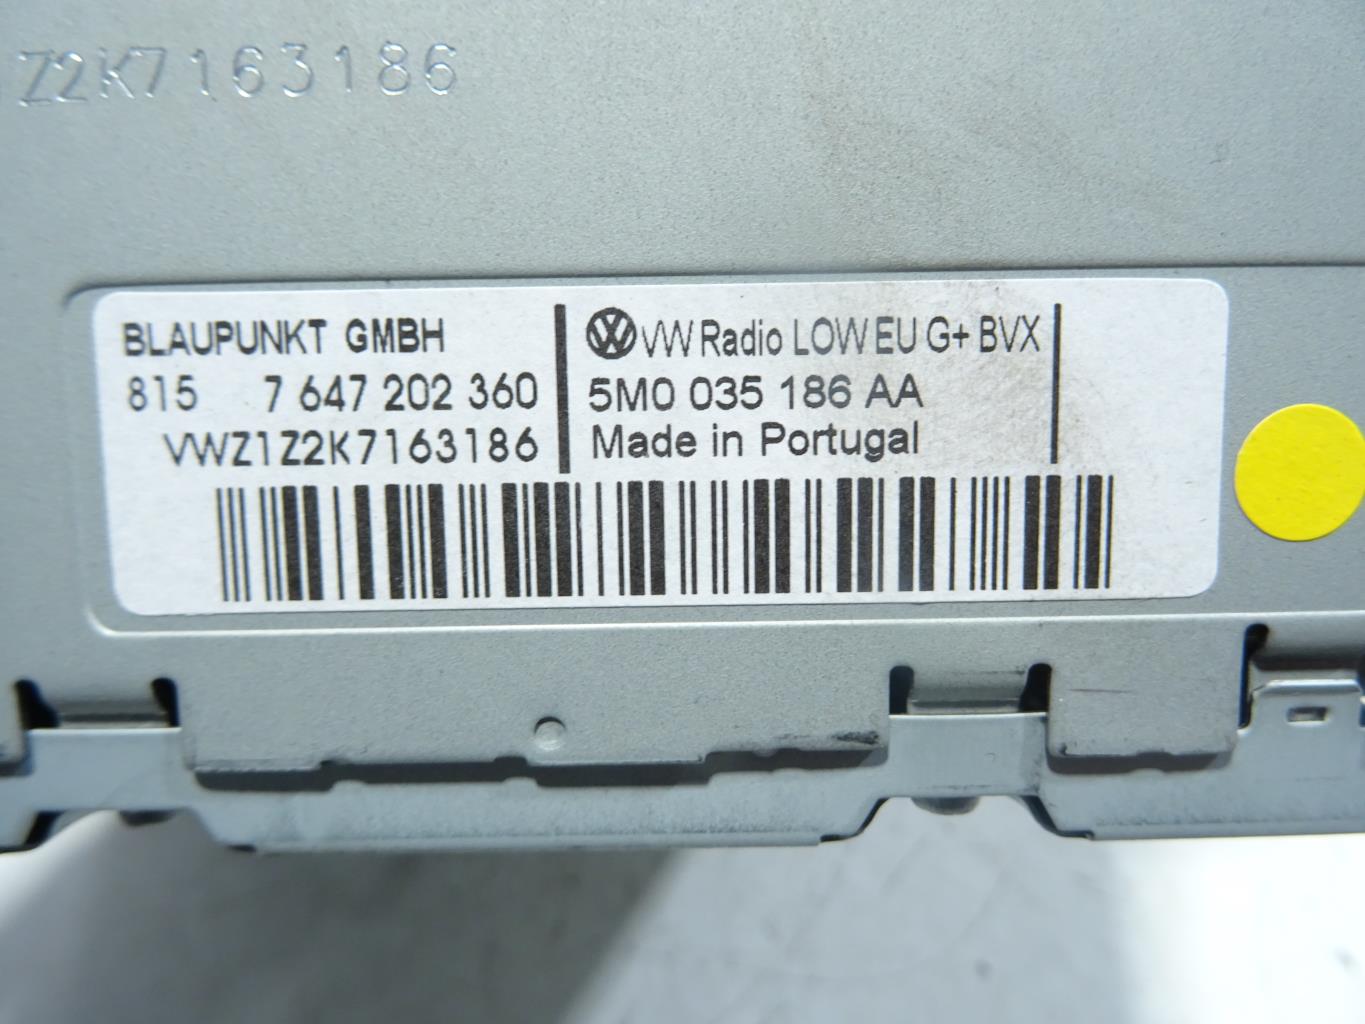 Z2K7163186
BLAUPUNKT GMBH
815 7 647 202 360
VWZ1Z2K7163186
VW Radio LOW EU G+ BVX
5M0 035 186 AA
Made in Portugal